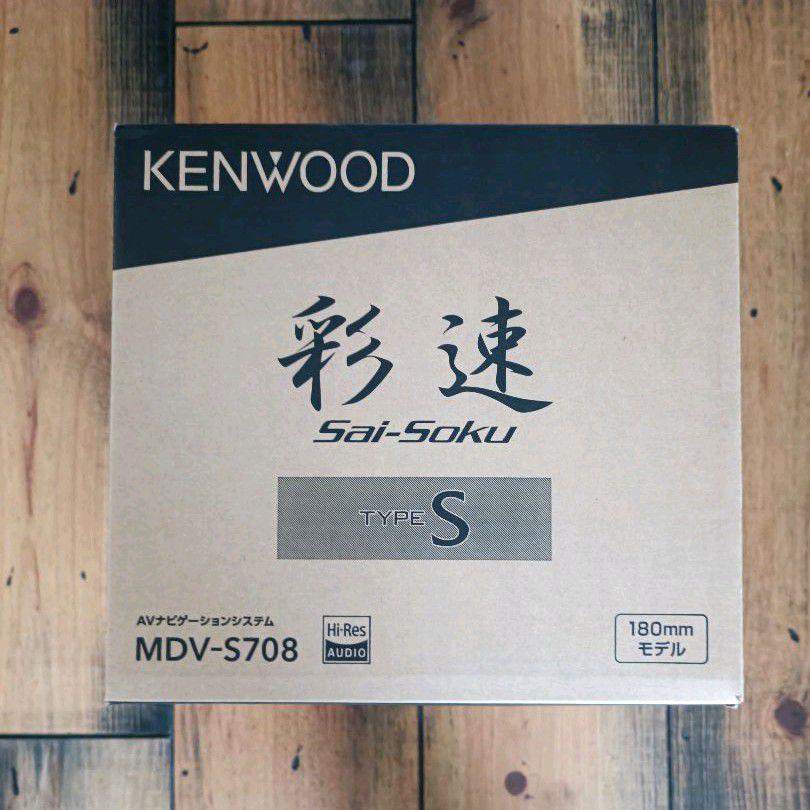 KENWOOD
彩速
Sai-Soku
TYPE S
AVナビゲーションシステム
MDV-S708
Hi-Res
AUDIO
180mm
モデル